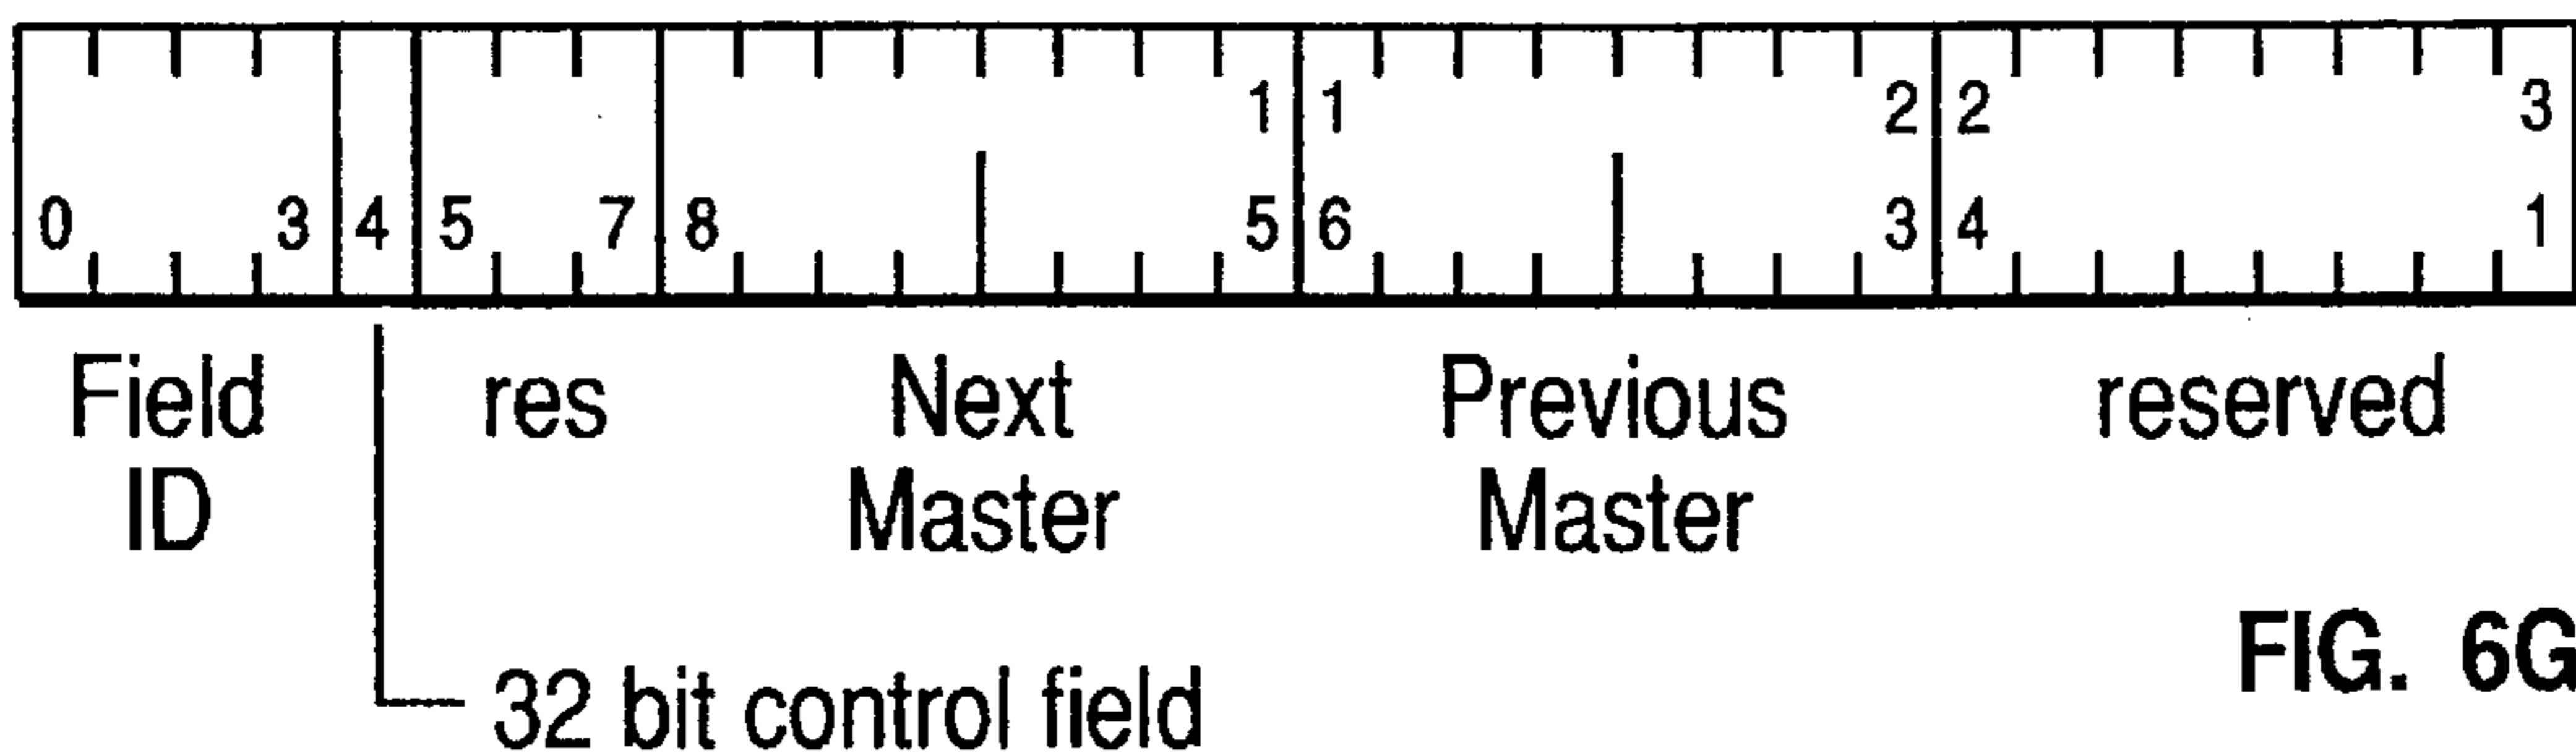 1 1 2 2 3
0 3 4 5 7 8 5 6 3 4 1
Field res Next Previous reserved
ID Master Master
FIG. 6G
32 bit control field